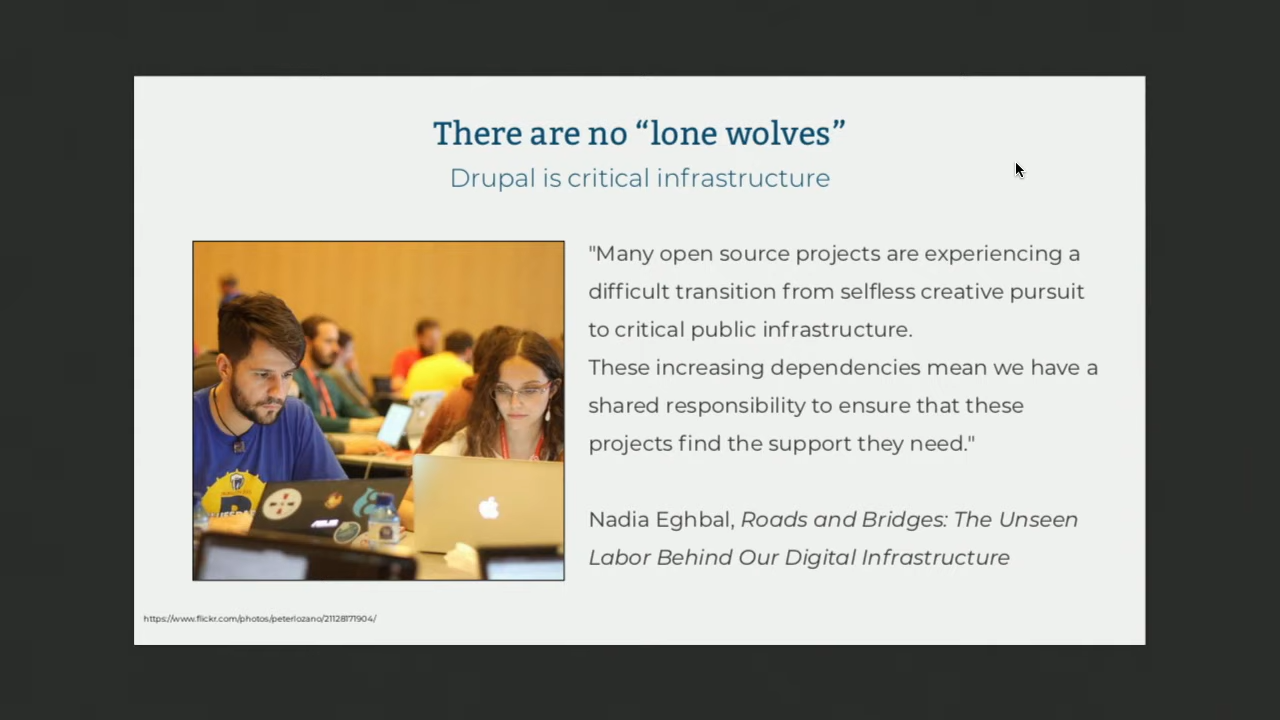 There are no “lone wolves”
Drupal is critical infrastructure
"Many open source projects are experiencing a
difficult transition from selfless creative pursuit
to critical public infrastructure.
These increasing dependencies mean we have a
shared responsibility to ensure that these
projects find the support they need."
Nadia Eghbal, Roads and Bridges: The Unseen
Labor Behind Our Digital Infrastructure
ASUS
https://www.flickr.com/photos/peterlozano/21128171904/